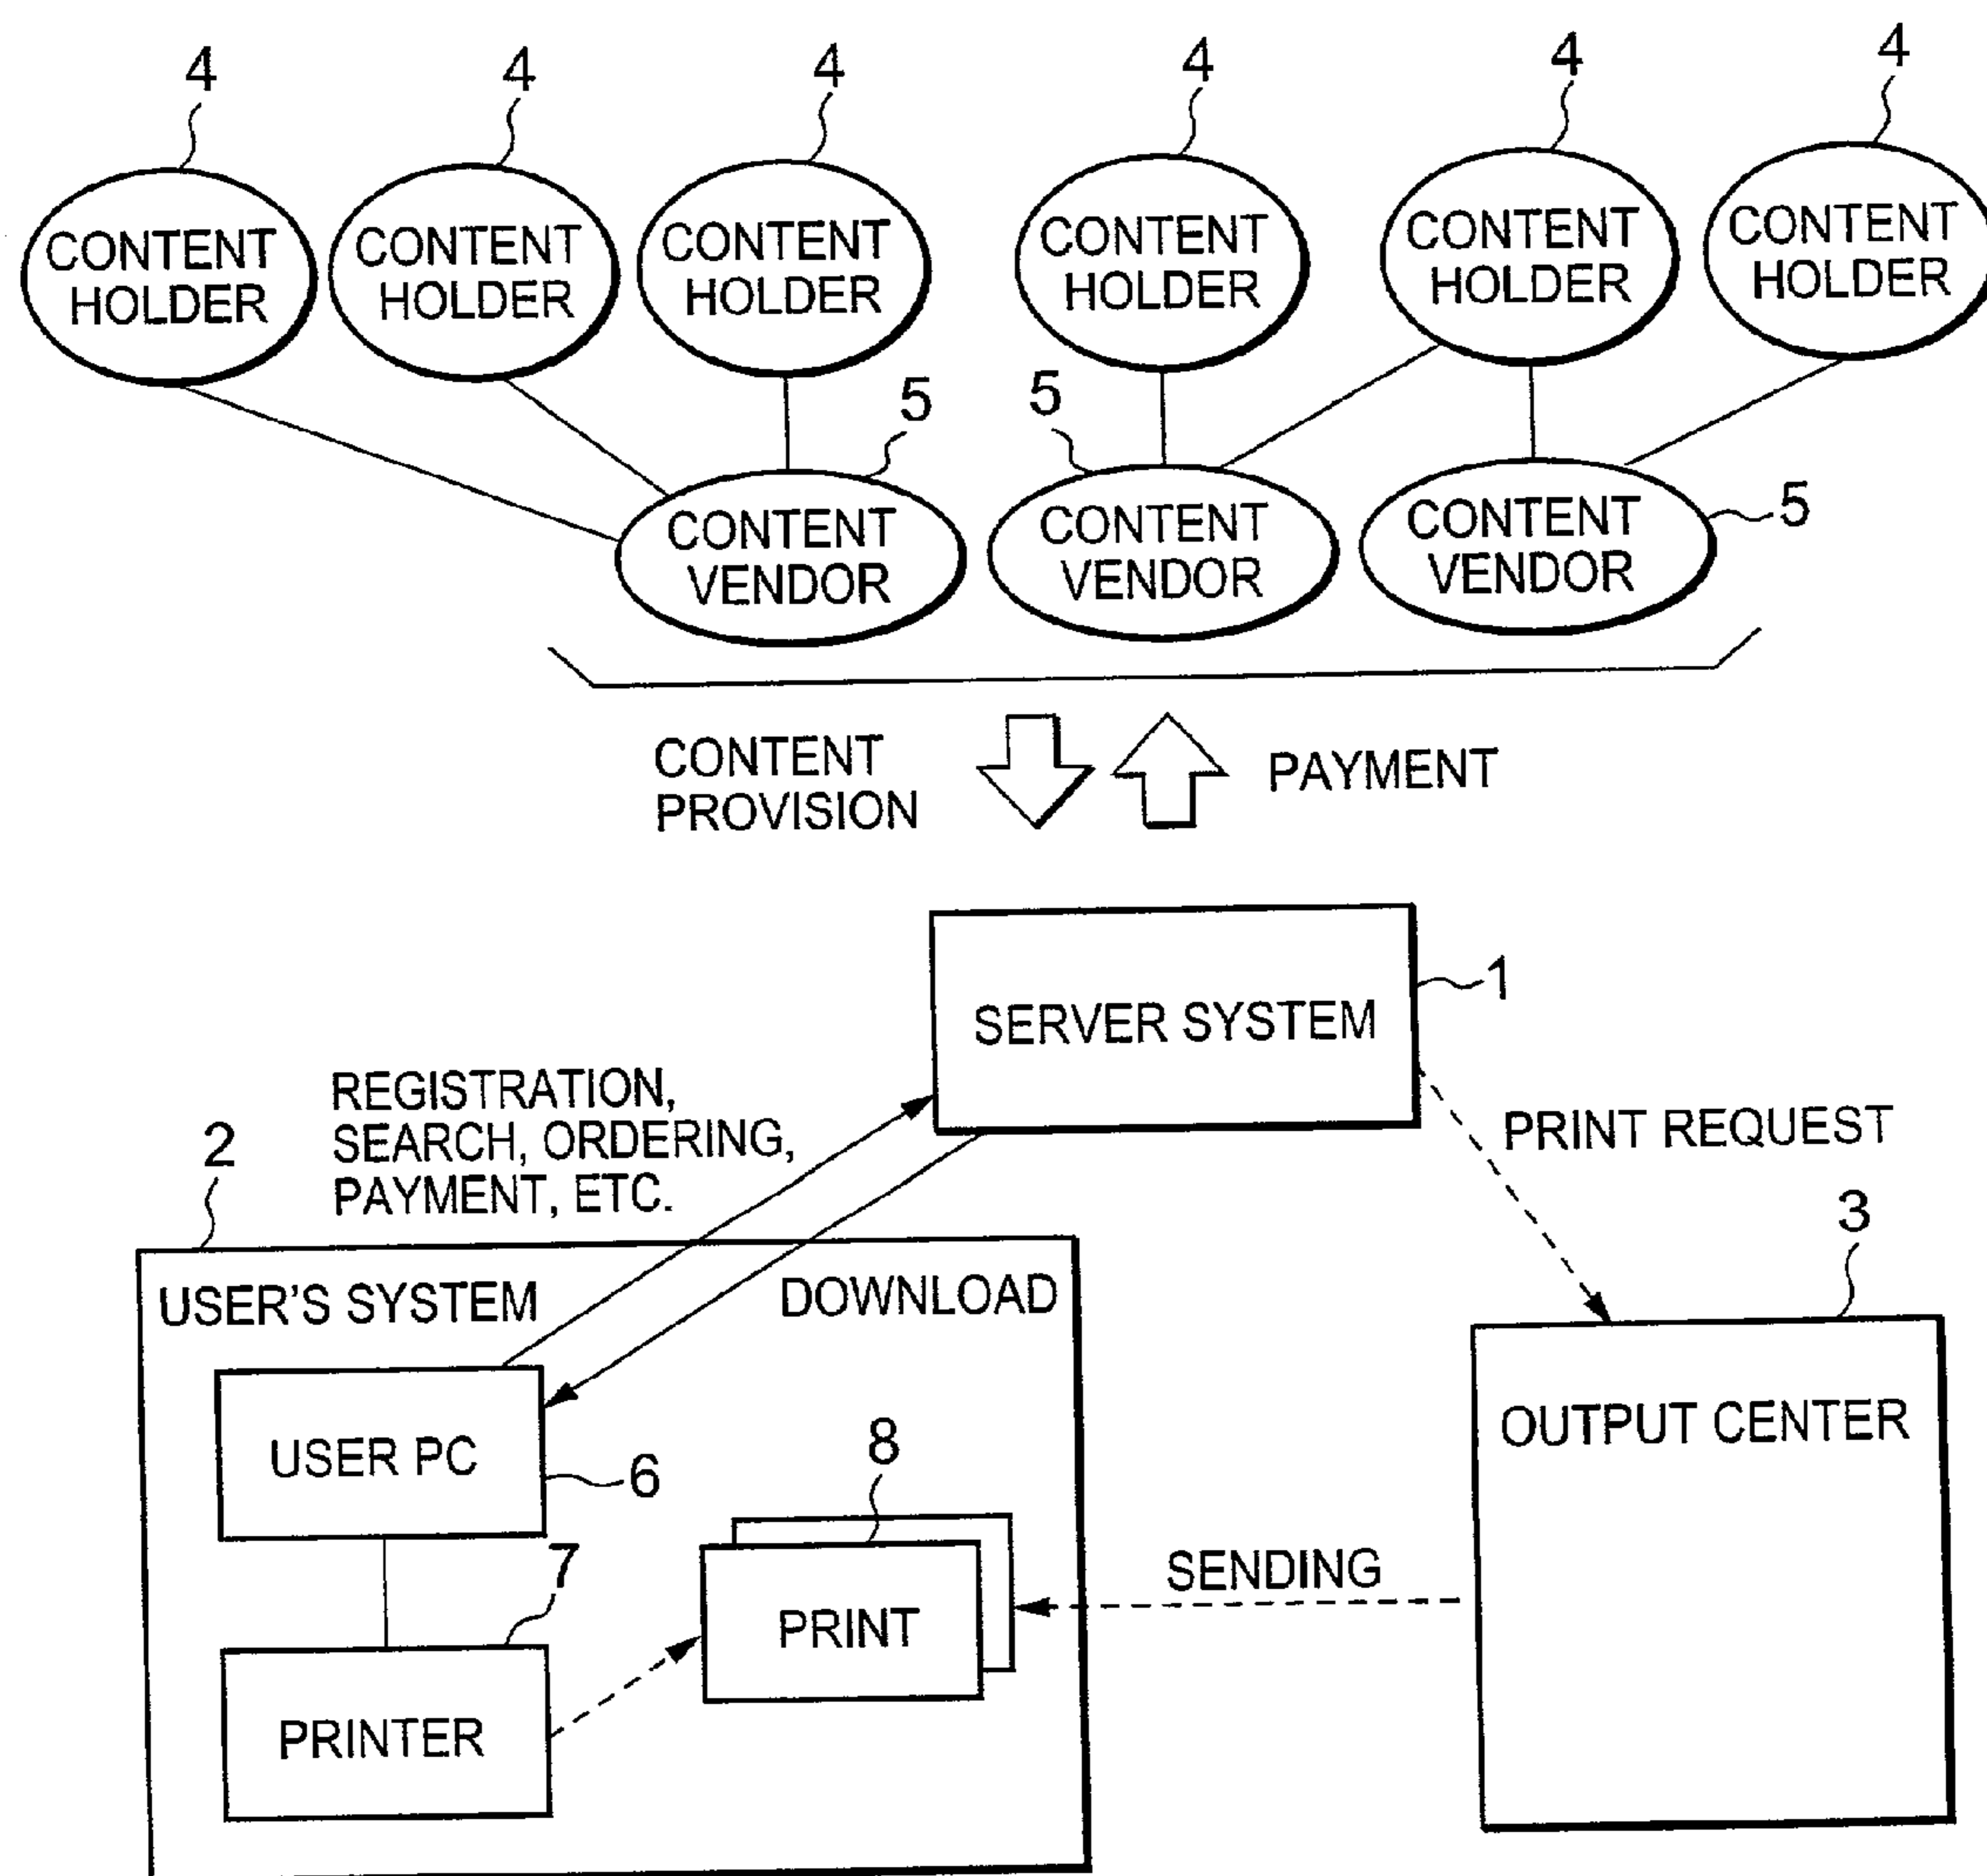 4 4 4 4 4 4
CONTENT HOLDER
CONTENT HOLDER
CONTENT HOLDER
CONTENT HOLDER
CONTENT HOLDER
CONTENT HOLDER
5 5 5
CONTENT VENDOR
CONTENT VENDOR
CONTENT VENDOR
CONTENT
PROVISION
PAYMENT
SERVER SYSTEM
1
REGISTRATION,
SEARCH, ORDERING,
PAYMENT, ETC.
PRINT REQUEST
2
3
USER'S SYSTEM
DOWNLOAD
USER PC
6
OUTPUT CENTER
8
7
PRINT
SENDING
PRINTER